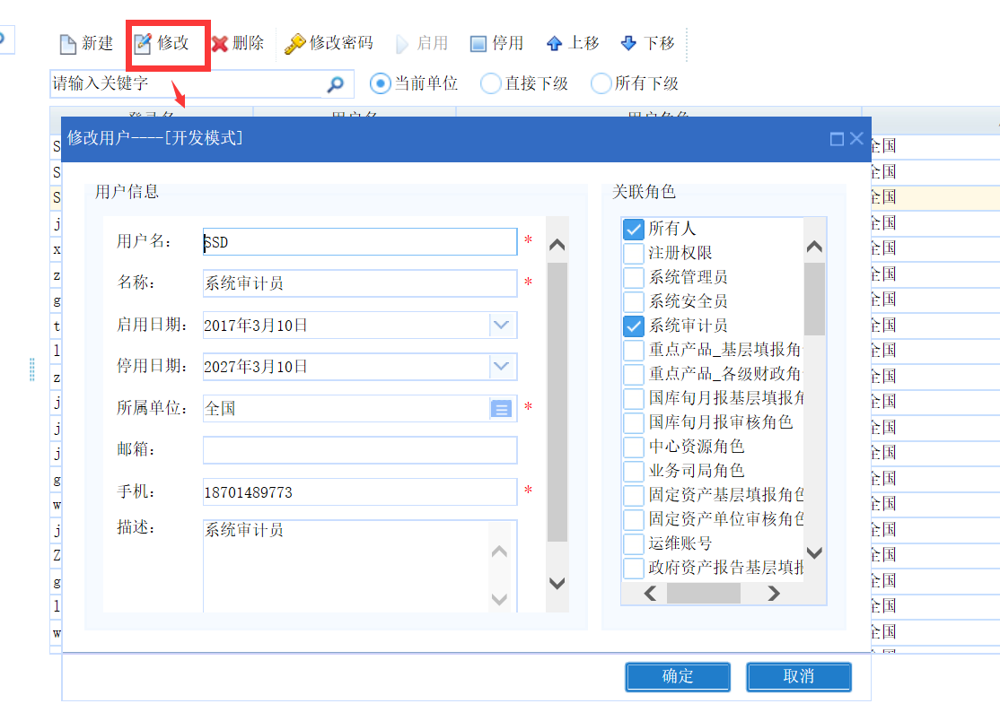 新建 修改 删除 修改密码 启用 停用 上移 下移
请输入关键字 当前单位 直接下级 所有下级
登录名 用户名 用户角色
修改用户----[开发模式]
用户信息
用户名： SSD *
名称： 系统审计员 *
启用日期： 2017年3月10日
停用日期： 2027年3月10日
所属单位： 全国 *
邮箱：
手机： 18701489773 *
描述： 系统审计员
关联角色
所有人
注册权限
系统管理员
系统安全员
系统审计员
重点产品_基层填报角
重点产品_各级财政角
国库旬月报基层填报角
国库旬月报审核角色
中心资源角色
业务司局角色
固定资产基层填报角色
固定资产单位审核角色
运维账号
政府资产报告基层填报
确定 取消
S 全国
S 全国
S 全国
j 全国
x 全国
z 全国
g 全国
t 全国
l 全国
z 全国
j 全国
j 全国
j 全国
g 全国
w 全国
j 全国
Z 全国
g 全国
l 全国
w 全国
全国